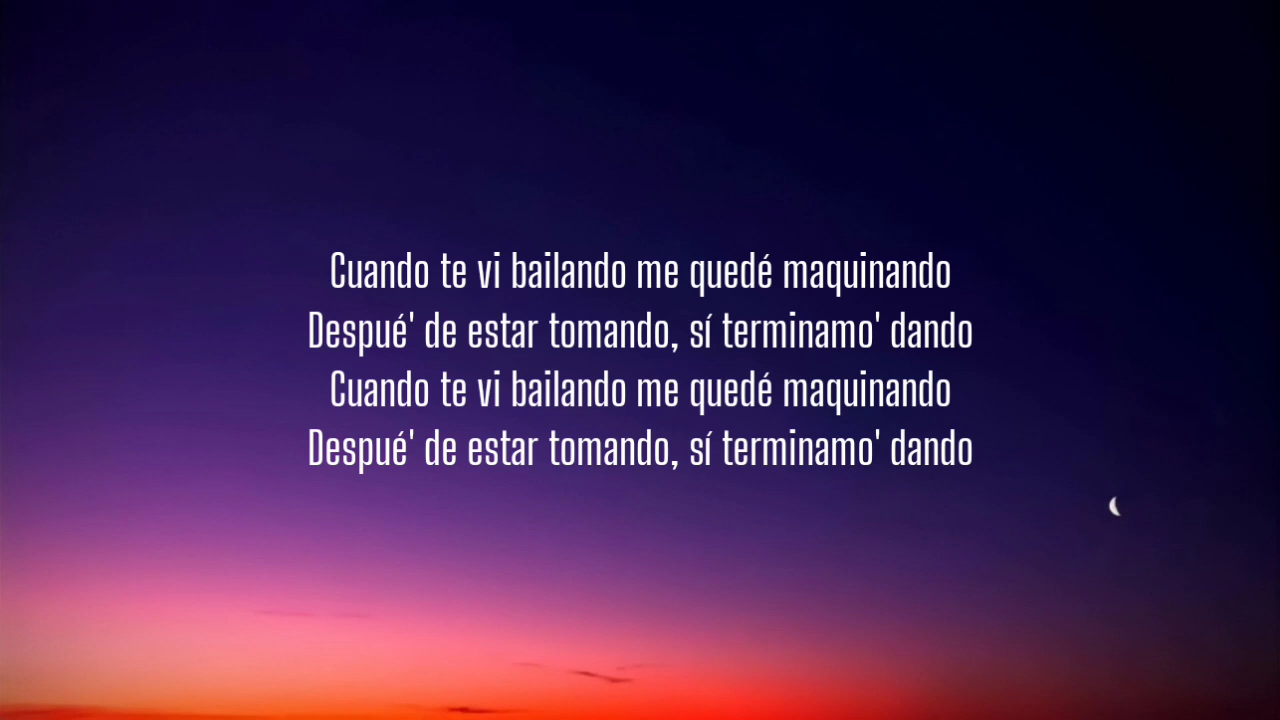 Cuando te vi bailando me quedé maquinando
Despué' de estar tomando, sí terminamo' dando
Cuando te vi bailando me quedé maquinando
Despué' de estar tomando, sí terminamo' dando